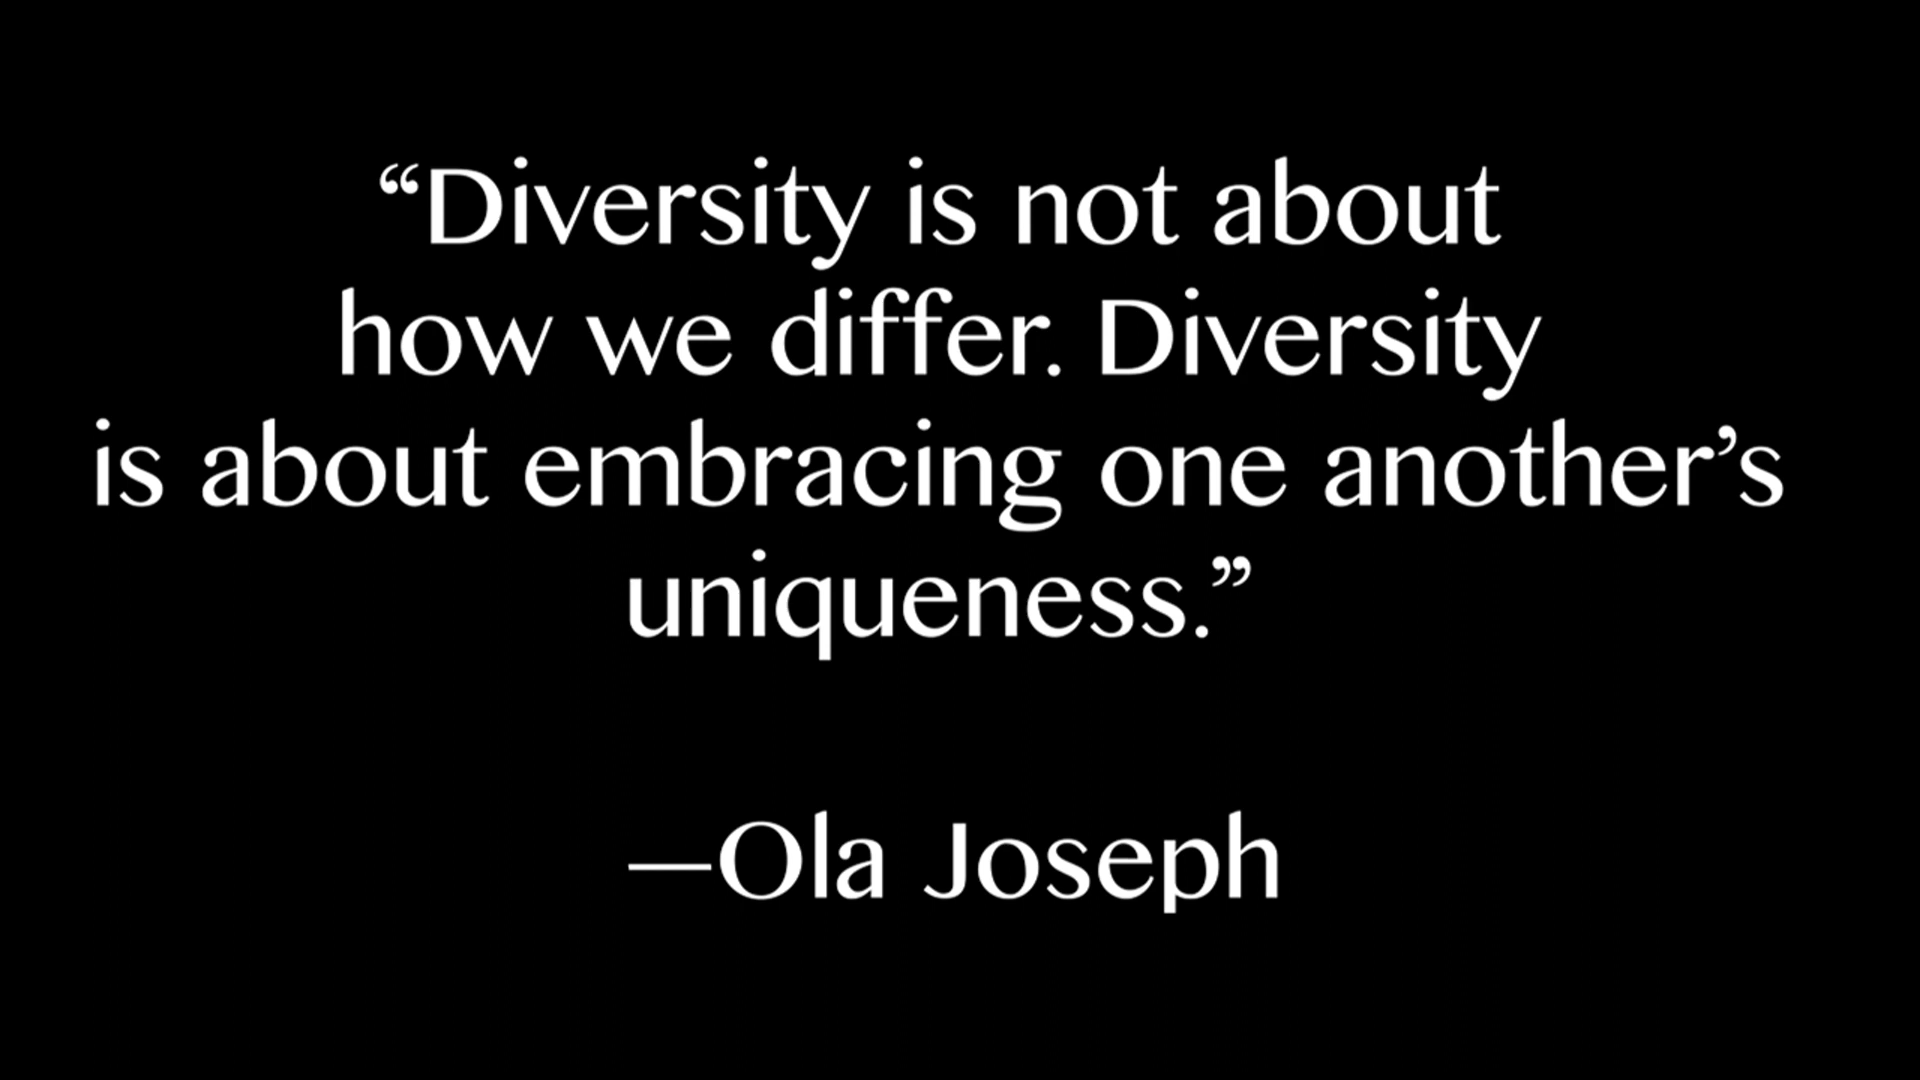 “Diversity is not about
how we differ. Diversity
is about embracing one another’s
uniqueness.”
—Ola Joseph